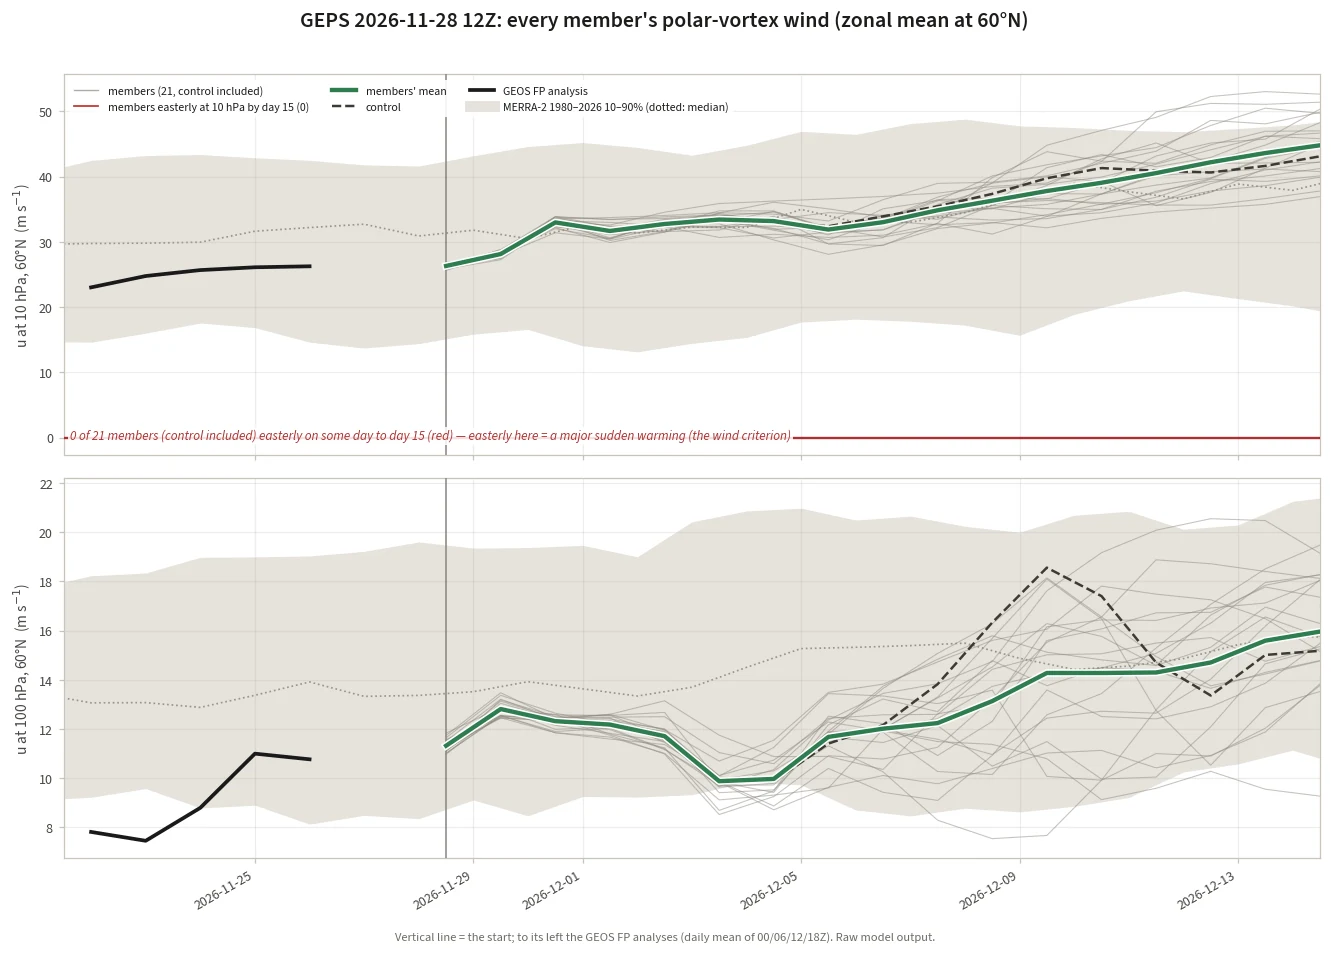 GEPS 2026-11-28 12Z: every member's polar-vortex wind (zonal mean at 60°N)
members (21, control included)
members easterly at 10 hPa by day 15 (0)
members' mean
control
GEOS FP analysis
MERRA-2 1980–2026 10–90% (dotted: median)
u at 10 hPa, 60°N (m s⁻¹)
50
40
30
20
10
0
0 of 21 members (control included) easterly on some day to day 15 (red) — easterly here = a major sudden warming (the wind criterion)
u at 100 hPa, 60°N (m s⁻¹)
22
20
18
16
14
12
10
8
2026-11-25
2026-11-29
2026-12-01
2026-12-05
2026-12-09
2026-12-13
Vertical line = the start; to its left the GEOS FP analyses (daily mean of 00/06/12/18Z). Raw model output.